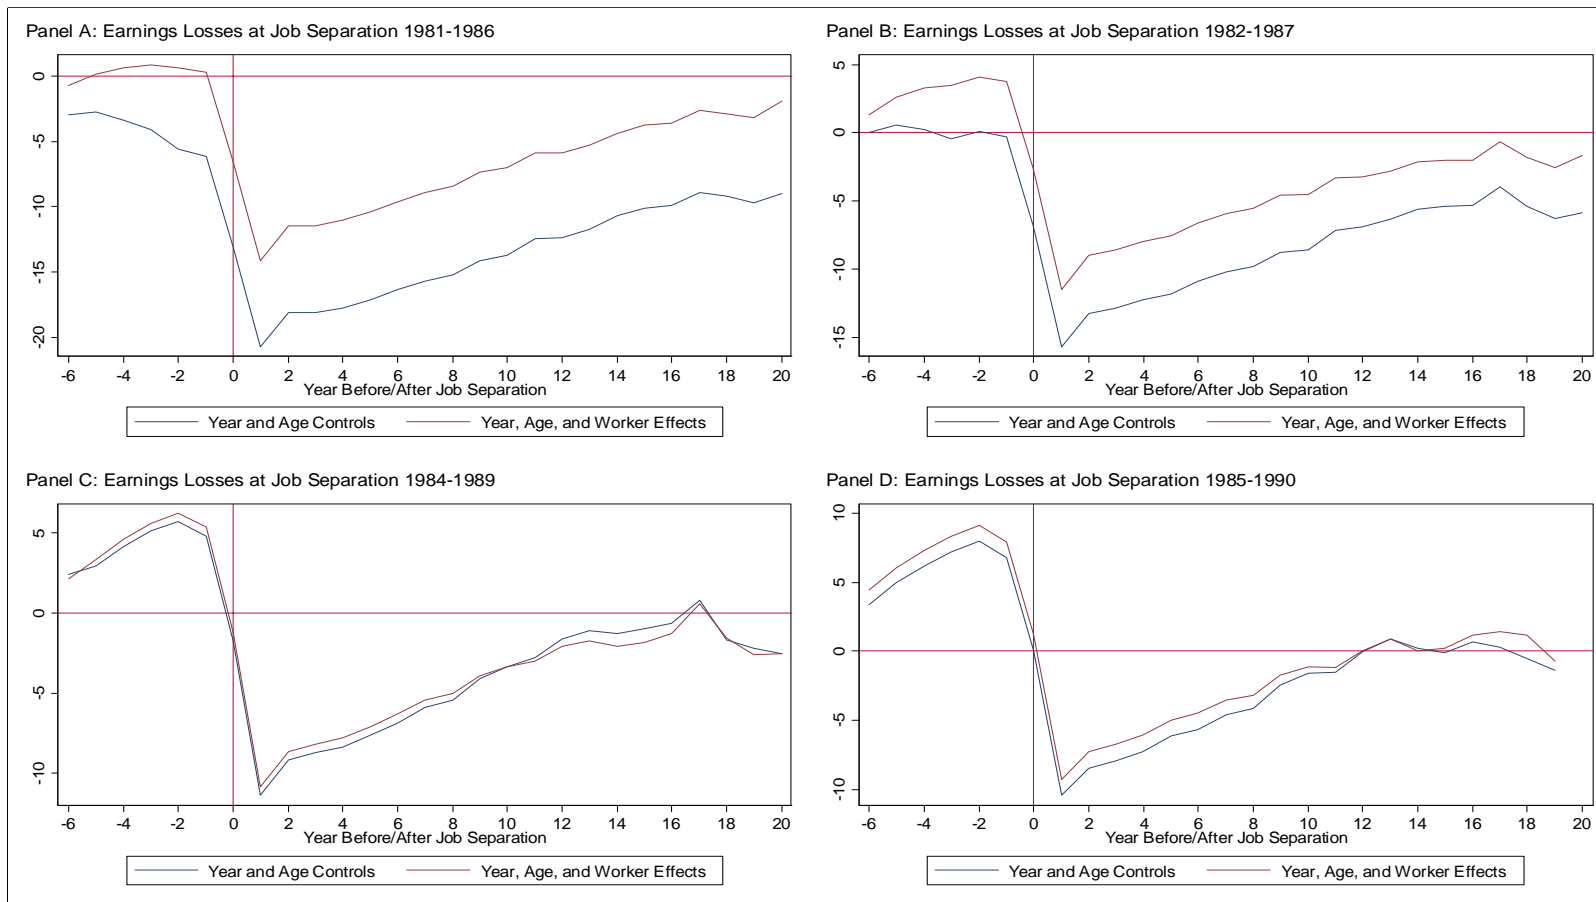 Panel A: Earnings Losses at Job Separation 1981-1986
0
-5
-10
-15
-20
-6 -4 -2 0 2 4 6 8 10 12 14 16 18 20
Year Before/After Job Separation
Year and Age Controls Year, Age, and Worker Effects
Panel B: Earnings Losses at Job Separation 1982-1987
5
0
-5
-10
-15
-6 -4 -2 0 2 4 6 8 10 12 14 16 18 20
Year Before/After Job Separation
Year and Age Controls Year, Age, and Worker Effects
Panel C: Earnings Losses at Job Separation 1984-1989
5
0
-5
-10
-6 -4 -2 0 2 4 6 8 10 12 14 16 18 20
Year Before/After Job Separation
Year and Age Controls Year, Age, and Worker Effects
Panel D: Earnings Losses at Job Separation 1985-1990
10
5
0
-5
-10
-6 -4 -2 0 2 4 6 8 10 12 14 16 18 20
Year Before/After Job Separation
Year and Age Controls Year, Age, and Worker Effects